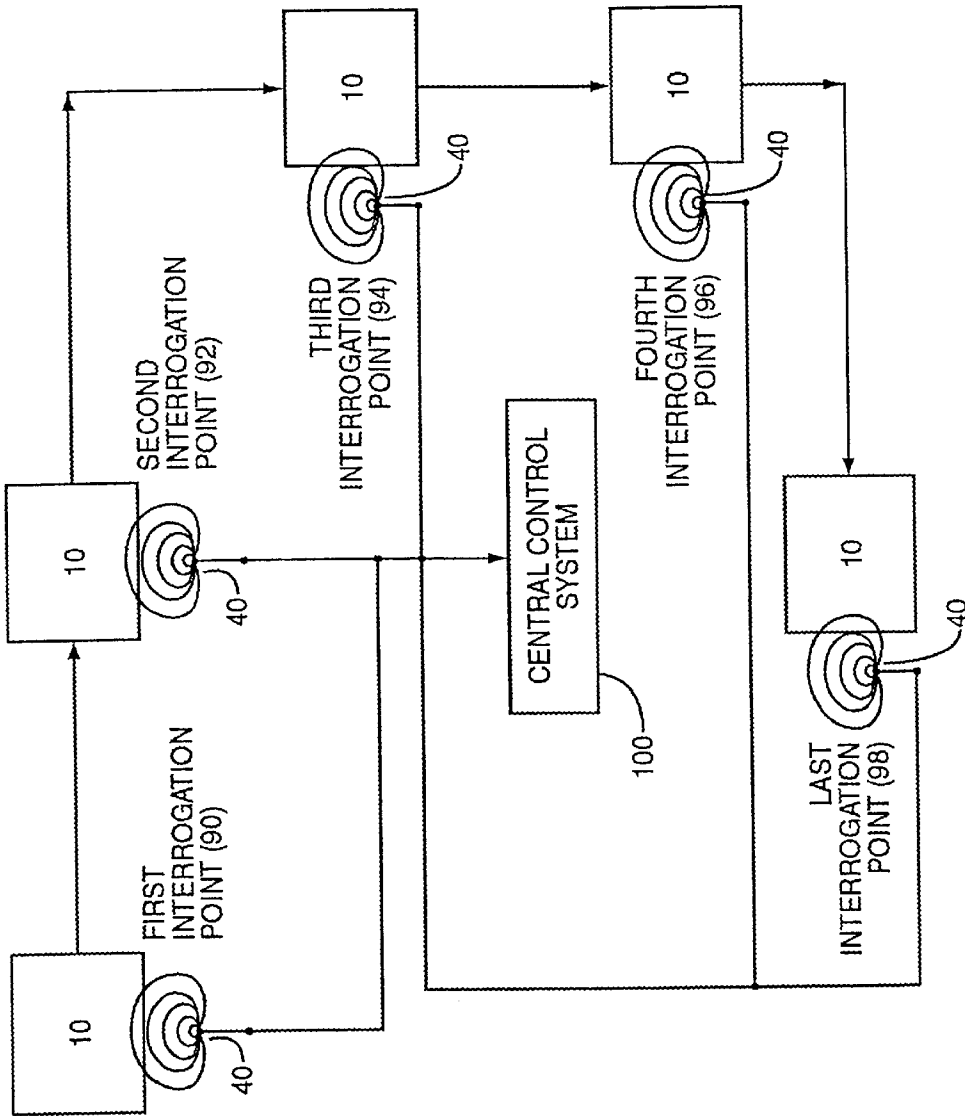 10
FIRST
INTERROGATION
POINT (90)
40
10
SECOND
INTERROGATION
POINT (92)
40
10
THIRD
INTERROGATION
POINT (94)
40
CENTRAL CONTROL
SYSTEM
100
10
FOURTH
INTERROGATION
POINT (96)
40
10
LAST
INTERROGATION
POINT (98)
40